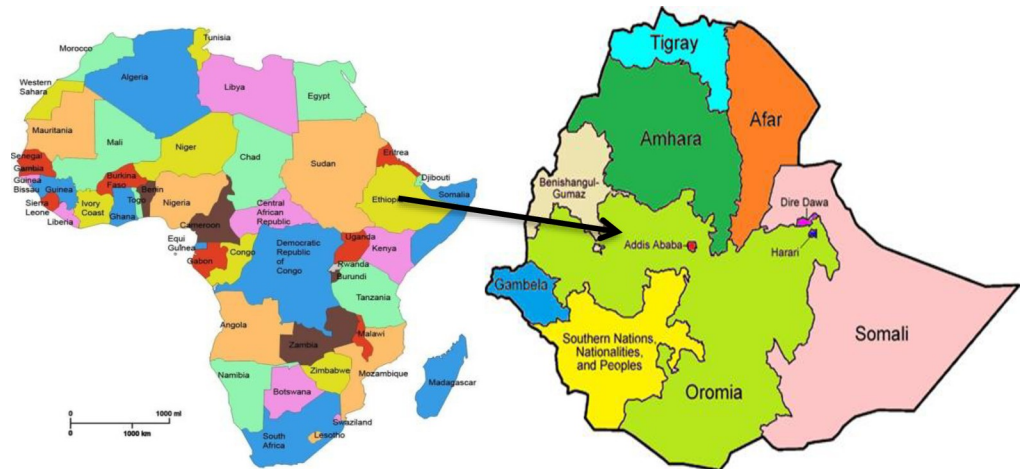 Tunisia
Morocco
Algeria
Western
Sahara
Libya
Egypt
Mauritania
Mali
Niger
Chad
Sudan
Eritrea
Senegal
Gambia
Guinea
Bissau
Guinea
Burkina
Faso
Benin
Togo
Djibouti
Somalia
Ethiop
Sierra
Leone
Ivory
Coast
Ghana
Liberia
Nigeria
Cameroon
Central
African Republic
Equi
Guinea
Gabon
Congo
Democratic
Republic
of
Congo
Uganda
Kenya
Rwanda
Burundi
Tanzania
Angola
Zambia
Malawi
Mozambique
Zimbabwe
Namibia
Botswana
Madagascar
Swaziland
South
Africa
Lesotho
0
1000 ml
0
1000 km
Tigray
Afar
Amhara
Benishangul-
Gumaz
Dire Dawa
Addis Ababa
Harari
Gambela
Southern Nations,
Nationalities,
and Peoples
Somali
Oromia